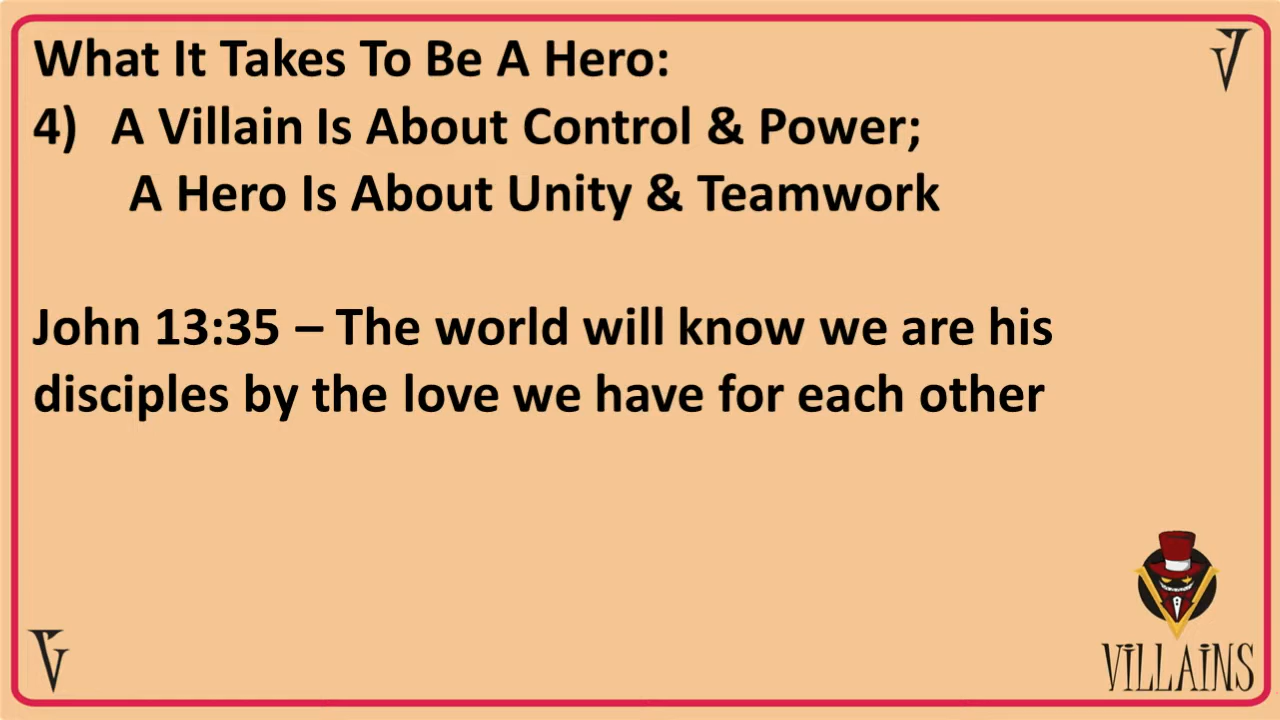 What It Takes To Be A Hero:
4) A Villain Is About Control & Power;
A Hero Is About Unity & Teamwork
John 13:35 – The world will know we are his
disciples by the love we have for each other
V
V
VILLAINS